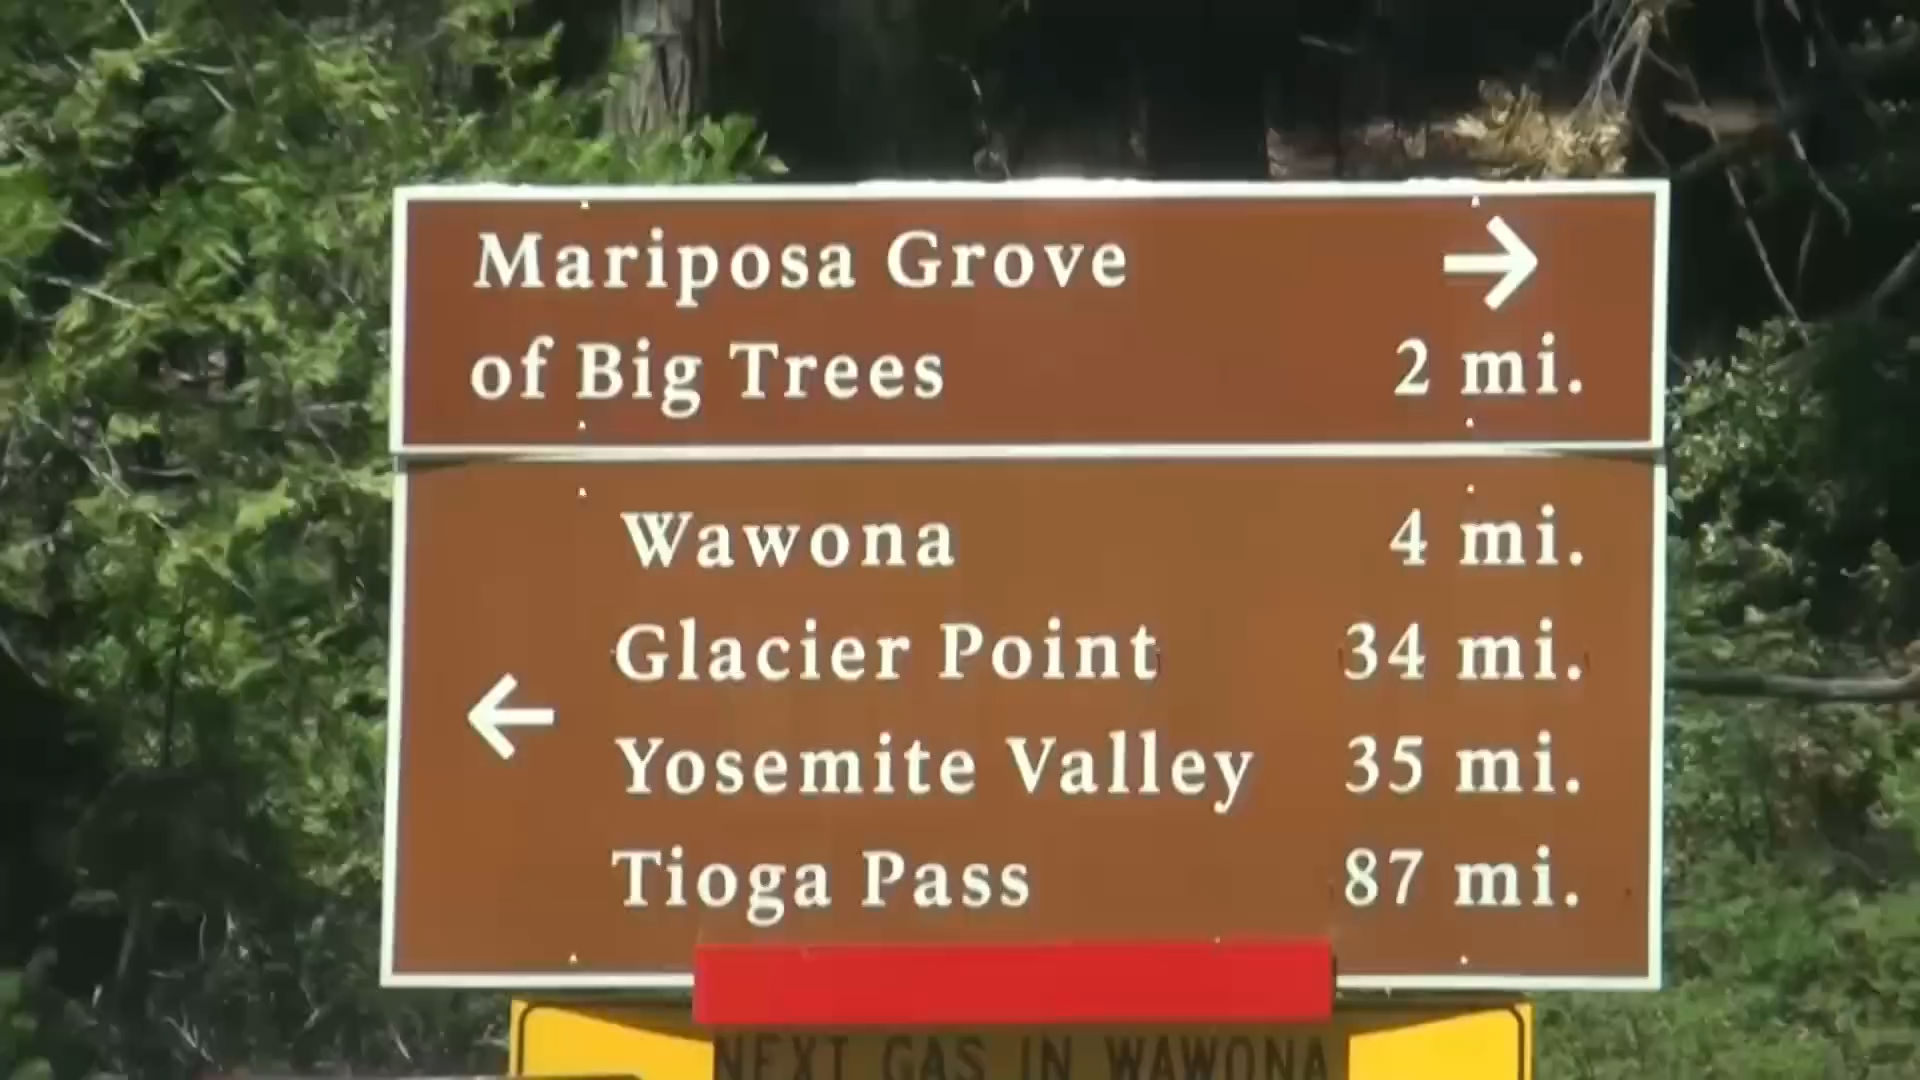 Mariposa Grove →
of Big Trees 2 mi.
Wawona 4 mi.
Glacier Point 34 mi.
← Yosemite Valley 35 mi.
Tioga Pass 87 mi.
NEXT GAS IN WAWONA